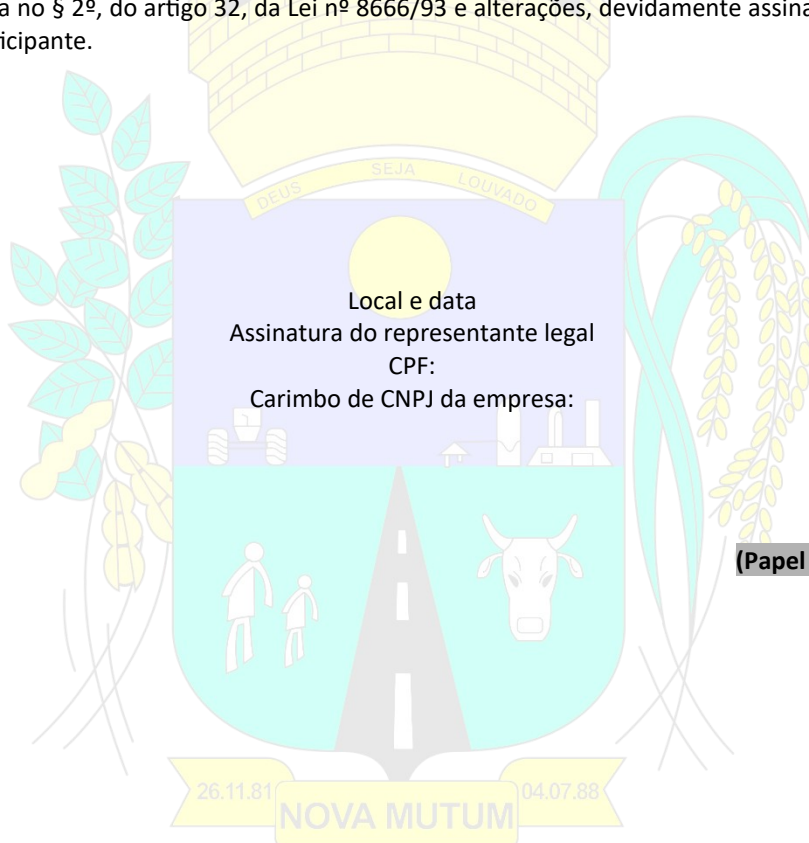 a no § 2º, do artigo 32, da Lei nº 8666/93 e alterações, devidamente assina
icipante.
DEUS SEJA LOUVADO
Local e data
Assinatura do representante legal
CPF:
Carimbo de CNPJ da empresa:
(Papel
26.11.81 04.07.88
NOVA MUTUM